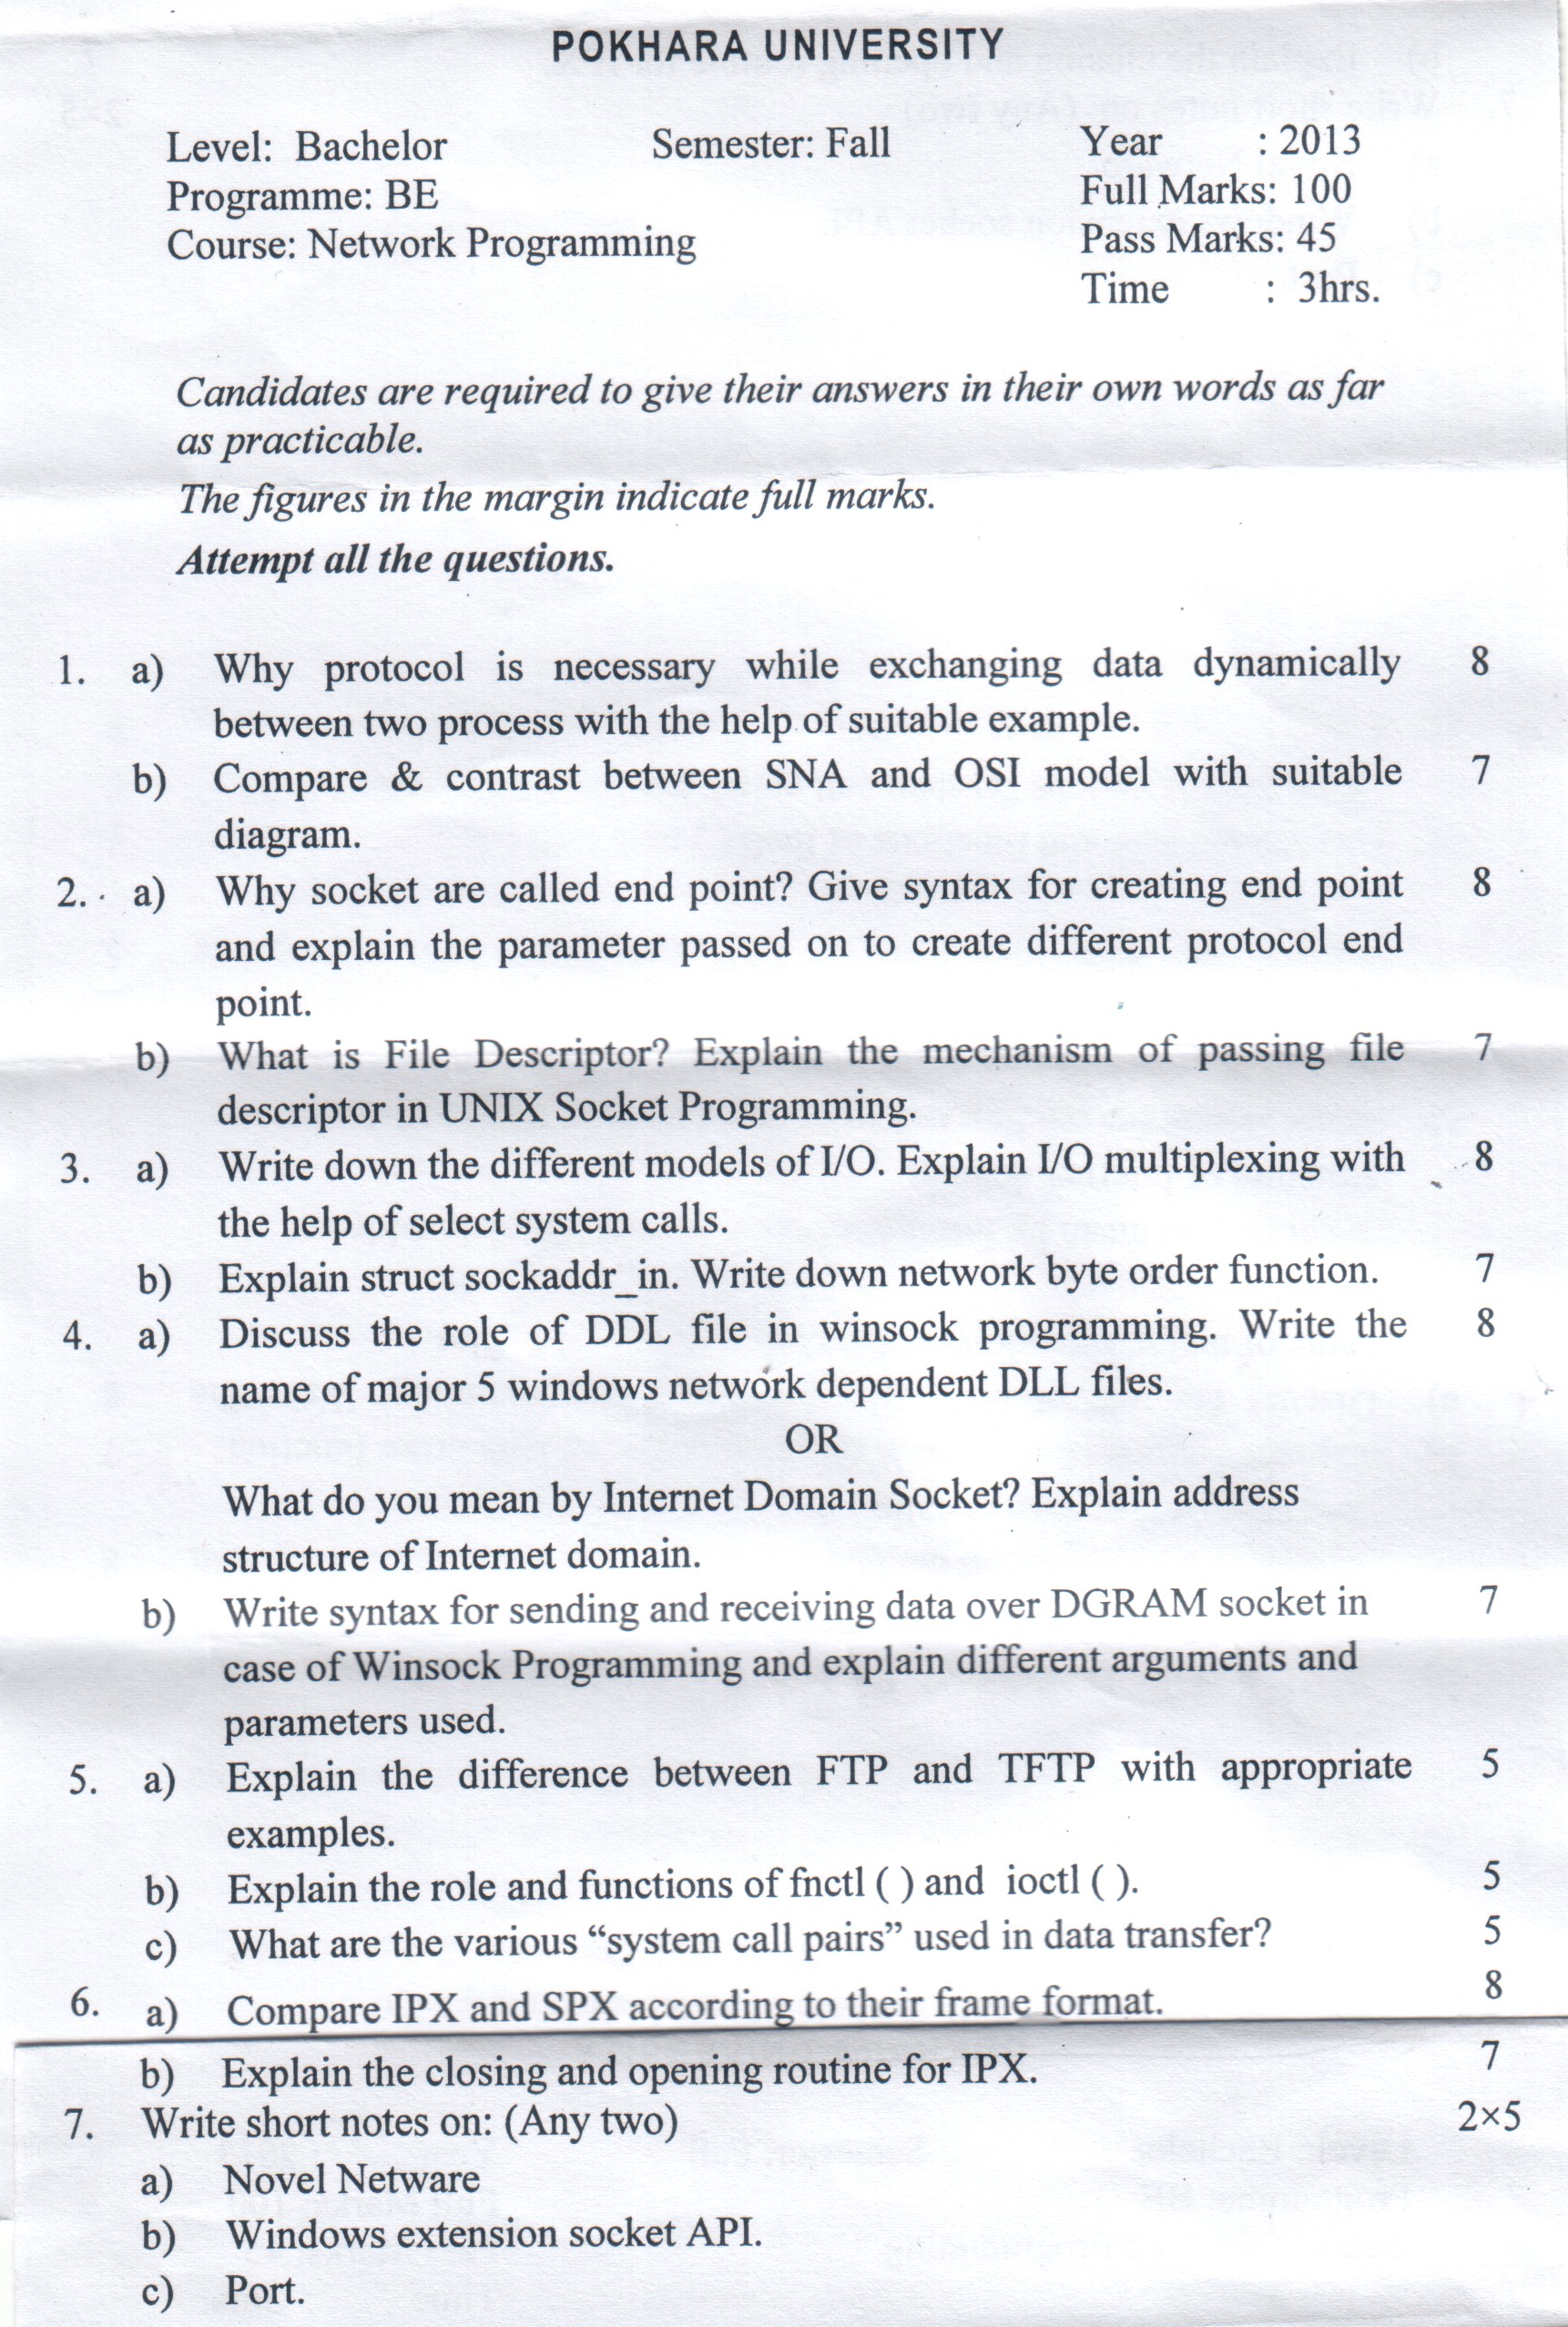 POKHARA UNIVERSITY
Level: Bachelor Semester: Fall Year : 2013
Programme: BE Full Marks: 100
Course: Network Programming Pass Marks: 45
Time : 3hrs.
Candidates are required to give their answers in their own words as far
as practicable.
The figures in the margin indicate full marks.
Attempt all the questions.
1. a) Why protocol is necessary while exchanging data dynamically 8
between two process with the help of suitable example.
b) Compare & contrast between SNA and OSI model with suitable 7
diagram.
2. a) Why socket are called end point? Give syntax for creating end point 8
and explain the parameter passed on to create different protocol end
point.
b) What is File Descriptor? Explain the mechanism of passing file 7
descriptor in UNIX Socket Programming.
3. a) Write down the different models of I/O. Explain I/O multiplexing with 8
the help of select system calls.
b) Explain struct sockaddr_in. Write down network byte order function. 7
4. a) Discuss the role of DDL file in winsock programming. Write the 8
name of major 5 windows network dependent DLL files.
OR
What do you mean by Internet Domain Socket? Explain address
structure of Internet domain.
b) Write syntax for sending and receiving data over DGRAM socket in 7
case of Winsock Programming and explain different arguments and
parameters used.
5. a) Explain the difference between FTP and TFTP with appropriate 5
examples.
b) Explain the role and functions of fnctl ( ) and ioctl ( ). 5
c) What are the various “system call pairs” used in data transfer? 5
6. a) Compare IPX and SPX according to their frame format. 8
b) Explain the closing and opening routine for IPX. 7
7. Write short notes on: (Any two) 2×5
a) Novel Netware
b) Windows extension socket API.
c) Port.